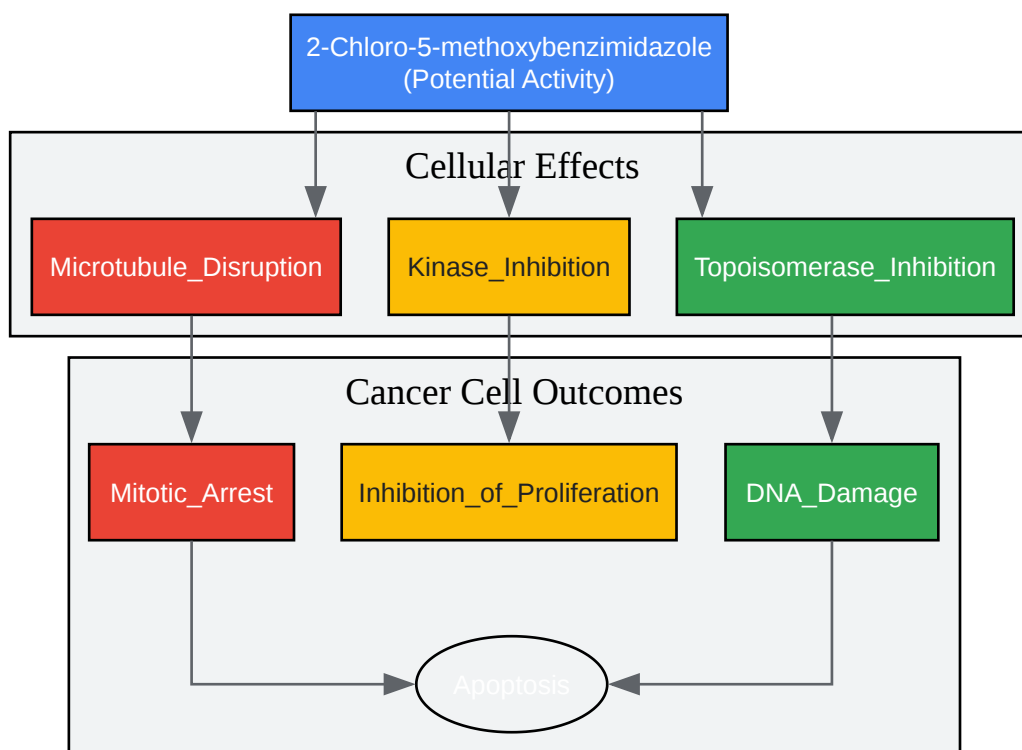 2-Chloro-5-methoxybenzimidazole
(Potential Activity)
Cellular Effects
Microtubule_Disruption
Kinase_Inhibition
Topoisomerase_Inhibition
Cancer Cell Outcomes
Mitotic_Arrest
Inhibition_of_Proliferation
DNA_Damage
Apoptosis